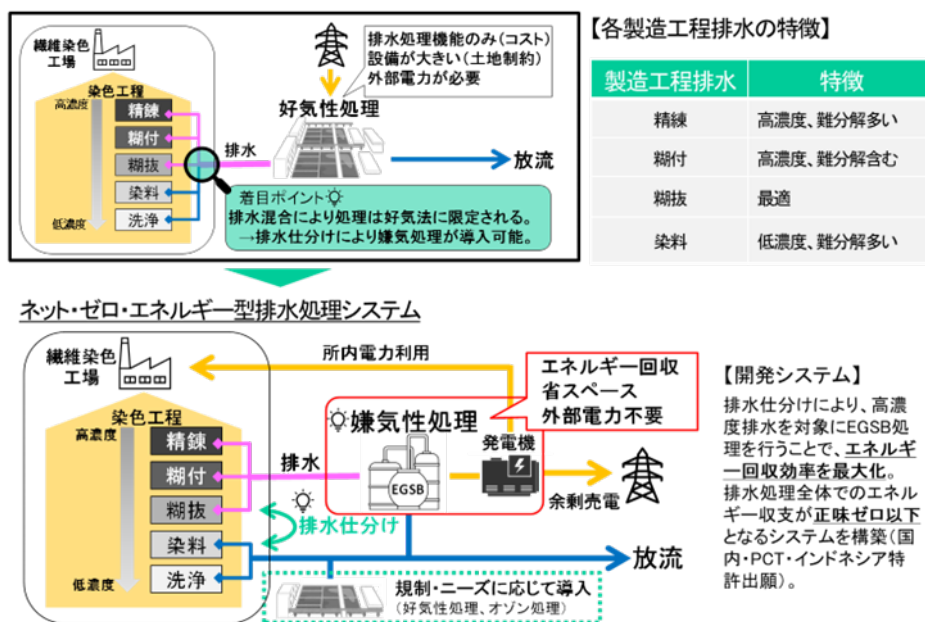 繊維染色
工場
染色工程
高濃度
精錬
糊付
糊抜
染料
洗浄
低濃度
排水
排水処理機能のみ(コスト)
設備が大きい(土地制約)
外部電力が必要
好気性処理
放流
着目ポイント
排水混合により処理は好気法に限定される。
→排水仕分けにより嫌気処理が導入可能。
【各製造工程排水の特徴】
製造工程排水 特徴
精練 高濃度、難分解多い
糊付 高濃度、難分解含む
糊抜 最適
染料 低濃度、難分解多い
ネット・ゼロ・エネルギー型排水処理システム
繊維染色
工場
染色工程
高濃度
精錬
糊付
糊抜
染料
洗浄
低濃度
所内電力利用
エネルギー回収
省スペース
外部電力不要
嫌気性処理
発電機
EGSB
排水
排水仕分け
余剰売電
放流
規制・ニーズに応じて導入
(好気性処理、オゾン処理)
【開発システム】
排水仕分けにより、高濃
度排水を対象にEGSB処
理を行うことで、エネルギ
ー回収効率を最大化。
排水処理全体でのエネル
ギー収支が正味ゼロ以下
となるシステムを構築(国
内・PCT・インドネシア特
許出願)。